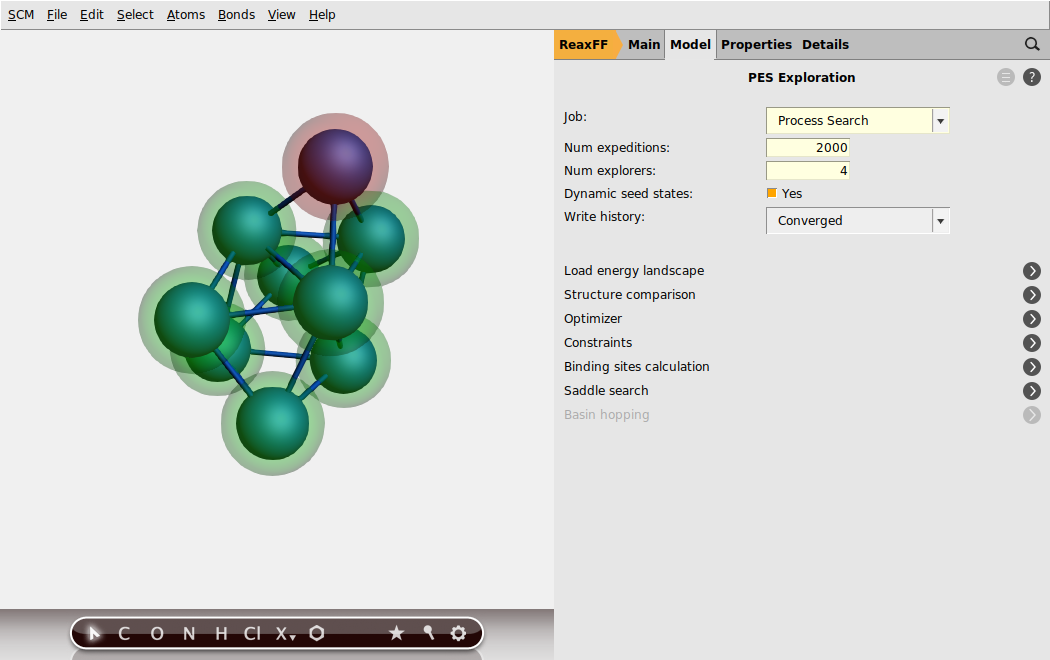 SCM File Edit Select Atoms Bonds View Help
ReaxFF Main Model Properties Details
PES Exploration
?
Job: Process Search
Num expeditions: 2000
Num explorers: 4
Dynamic seed states: Yes
Write history: Converged
Load energy landscape
Structure comparison
Optimizer
Constraints
Binding sites calculation
Saddle search
Basin hopping
C O N H Cl X